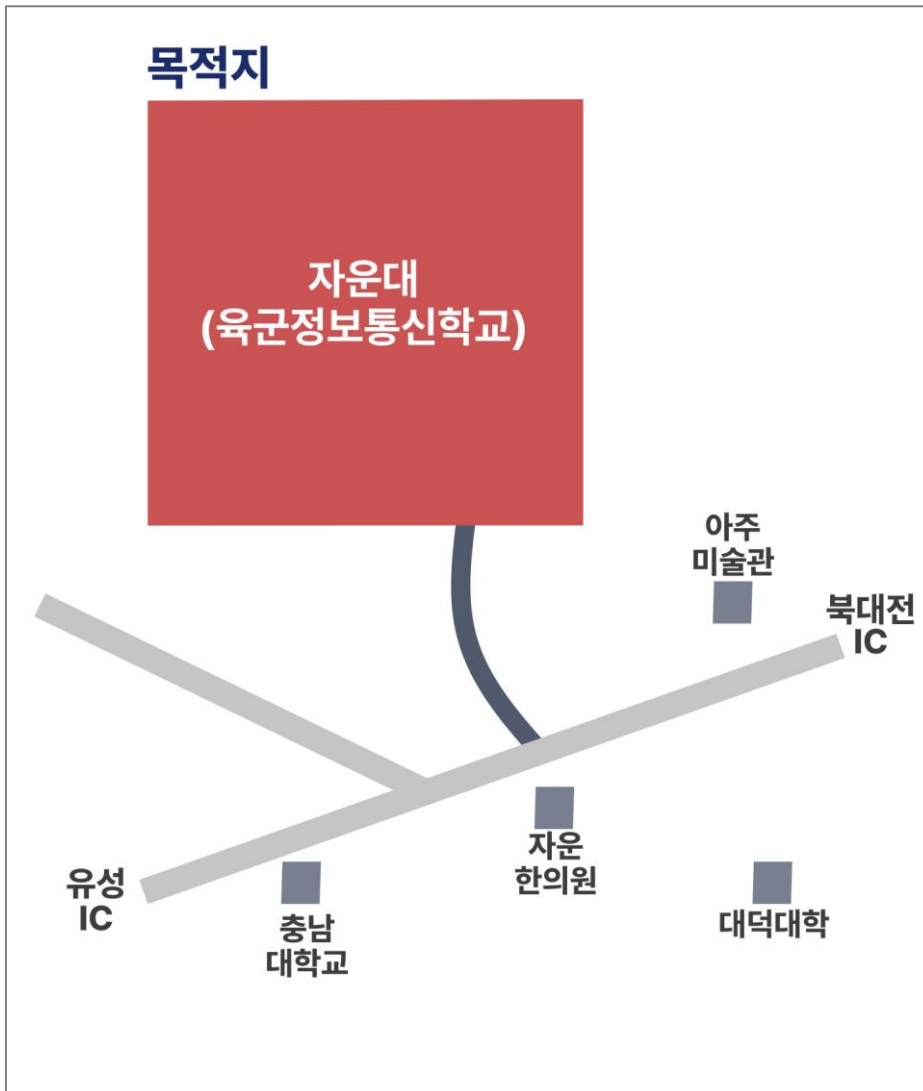 목적지
자운대
(육군정보통신학교)
아주
미술관
북대전
IC
자운
한의원
유성
IC
충남
대학교
대덕대학